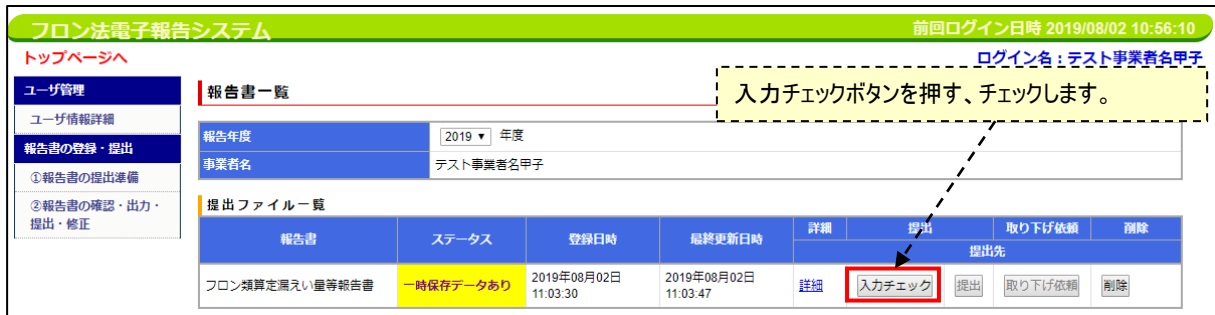 フロン法電子報告システム
前回ログイン日時 2019/08/02 10:56:10
トップページへ
ログイン名：テスト事業者名甲子
入力チェックボタンを押す、チェックします。
ユーザ管理
ユーザ情報詳細
報告書の登録・提出
①報告書の提出準備
②報告書の確認・出力・
提出・修正
報告書一覧
報告年度 2019 ▼ 年度
事業者名 テスト事業者名甲子
提出ファイル一覧
報告書 ステータス 登録日時 最終更新日時 詳細 提出 取り下げ依頼 削除
提出先
フロン類算定漏えい量等報告書 一時保存データあり 2019年08月02日 2019年08月02日 詳細 入力チェック 提出 取り下げ依頼 削除
11:03:30 11:03:47